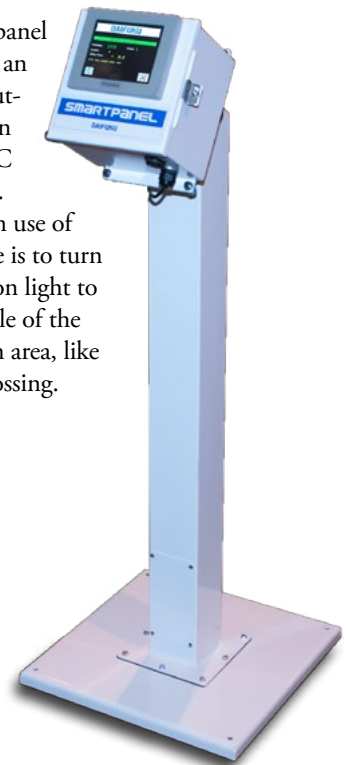 panel
an
ut-
n
C
.
n use of
e is to turn
on light to
le of the
n area, like
ossing.
DAIFUKU
SMARTPANEL
DAIFUKU